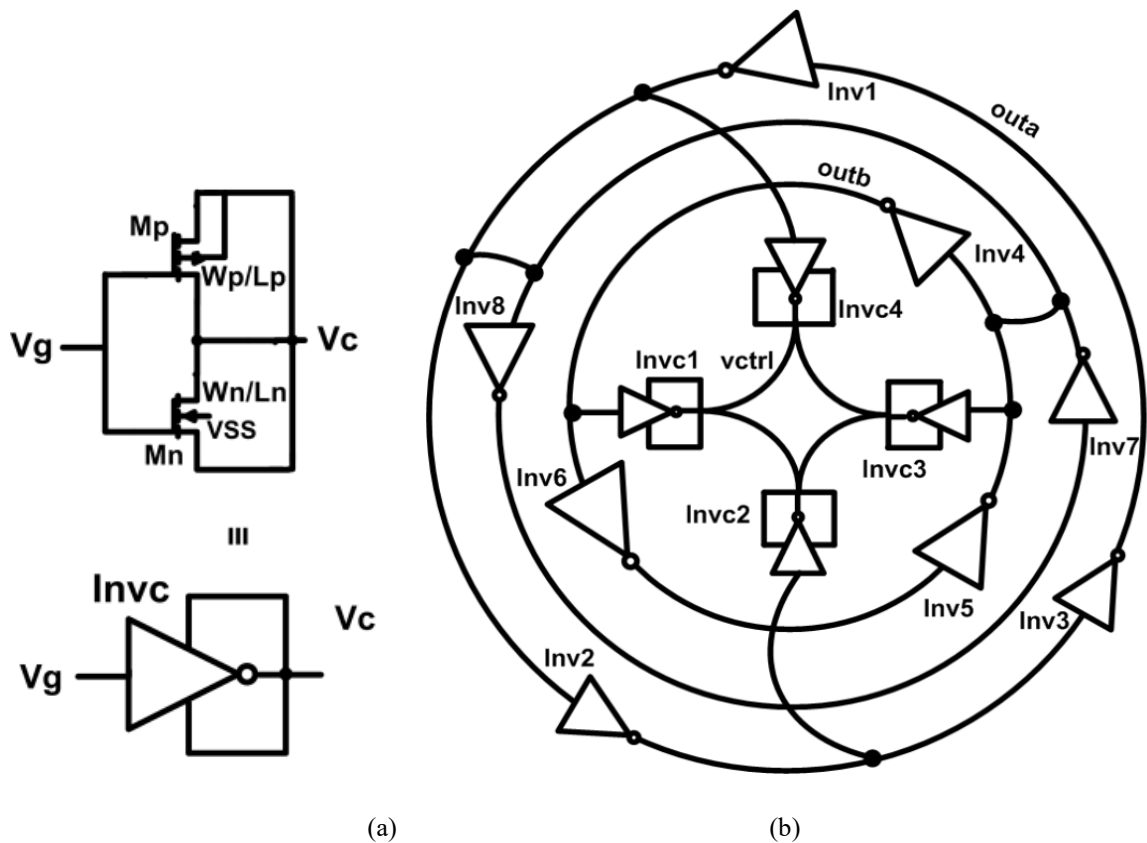 Mp
Wp/Lp
Vg
Vc
Wn/Ln
VSS
Mn
≡
Invc
Vc
Vg
Inv1
outa
outb
Inv4
Inv8
Invc4
Invc1
vctrl
Invc3
Inv7
Inv6
Invc2
Inv5
Inv3
Inv2
(a)
(b)